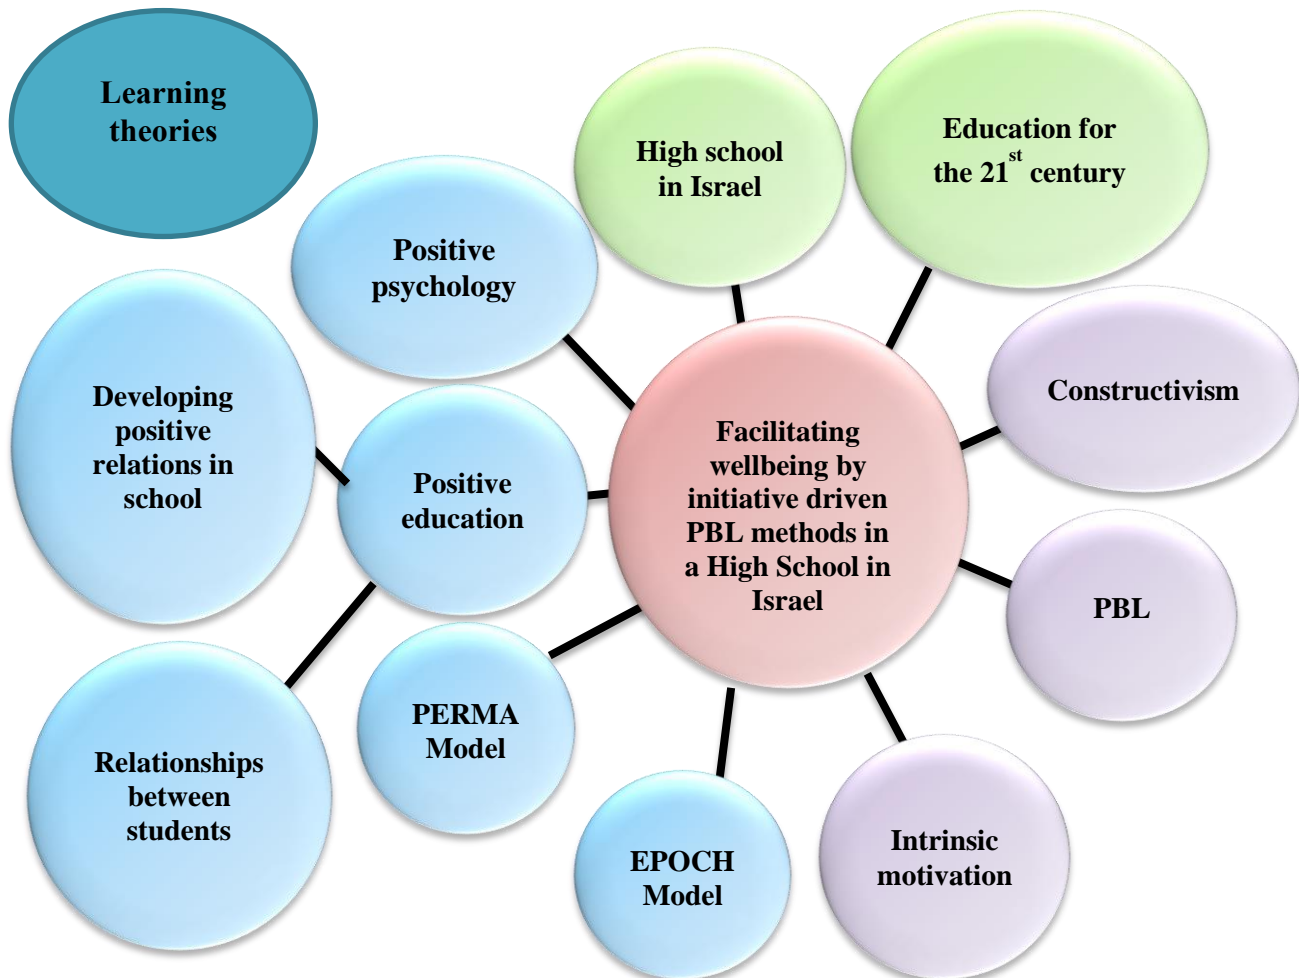 Learning
theories
High school
in Israel
Education for
the 21st century
Positive
psychology
Developing
positive
relations in
school
Positive
education
Facilitating
wellbeing by
initiative driven
PBL methods in
a High School in
Israel
Constructivism
PBL
PERMA
Model
Relationships
between
students
EPOCH
Model
Intrinsic
motivation